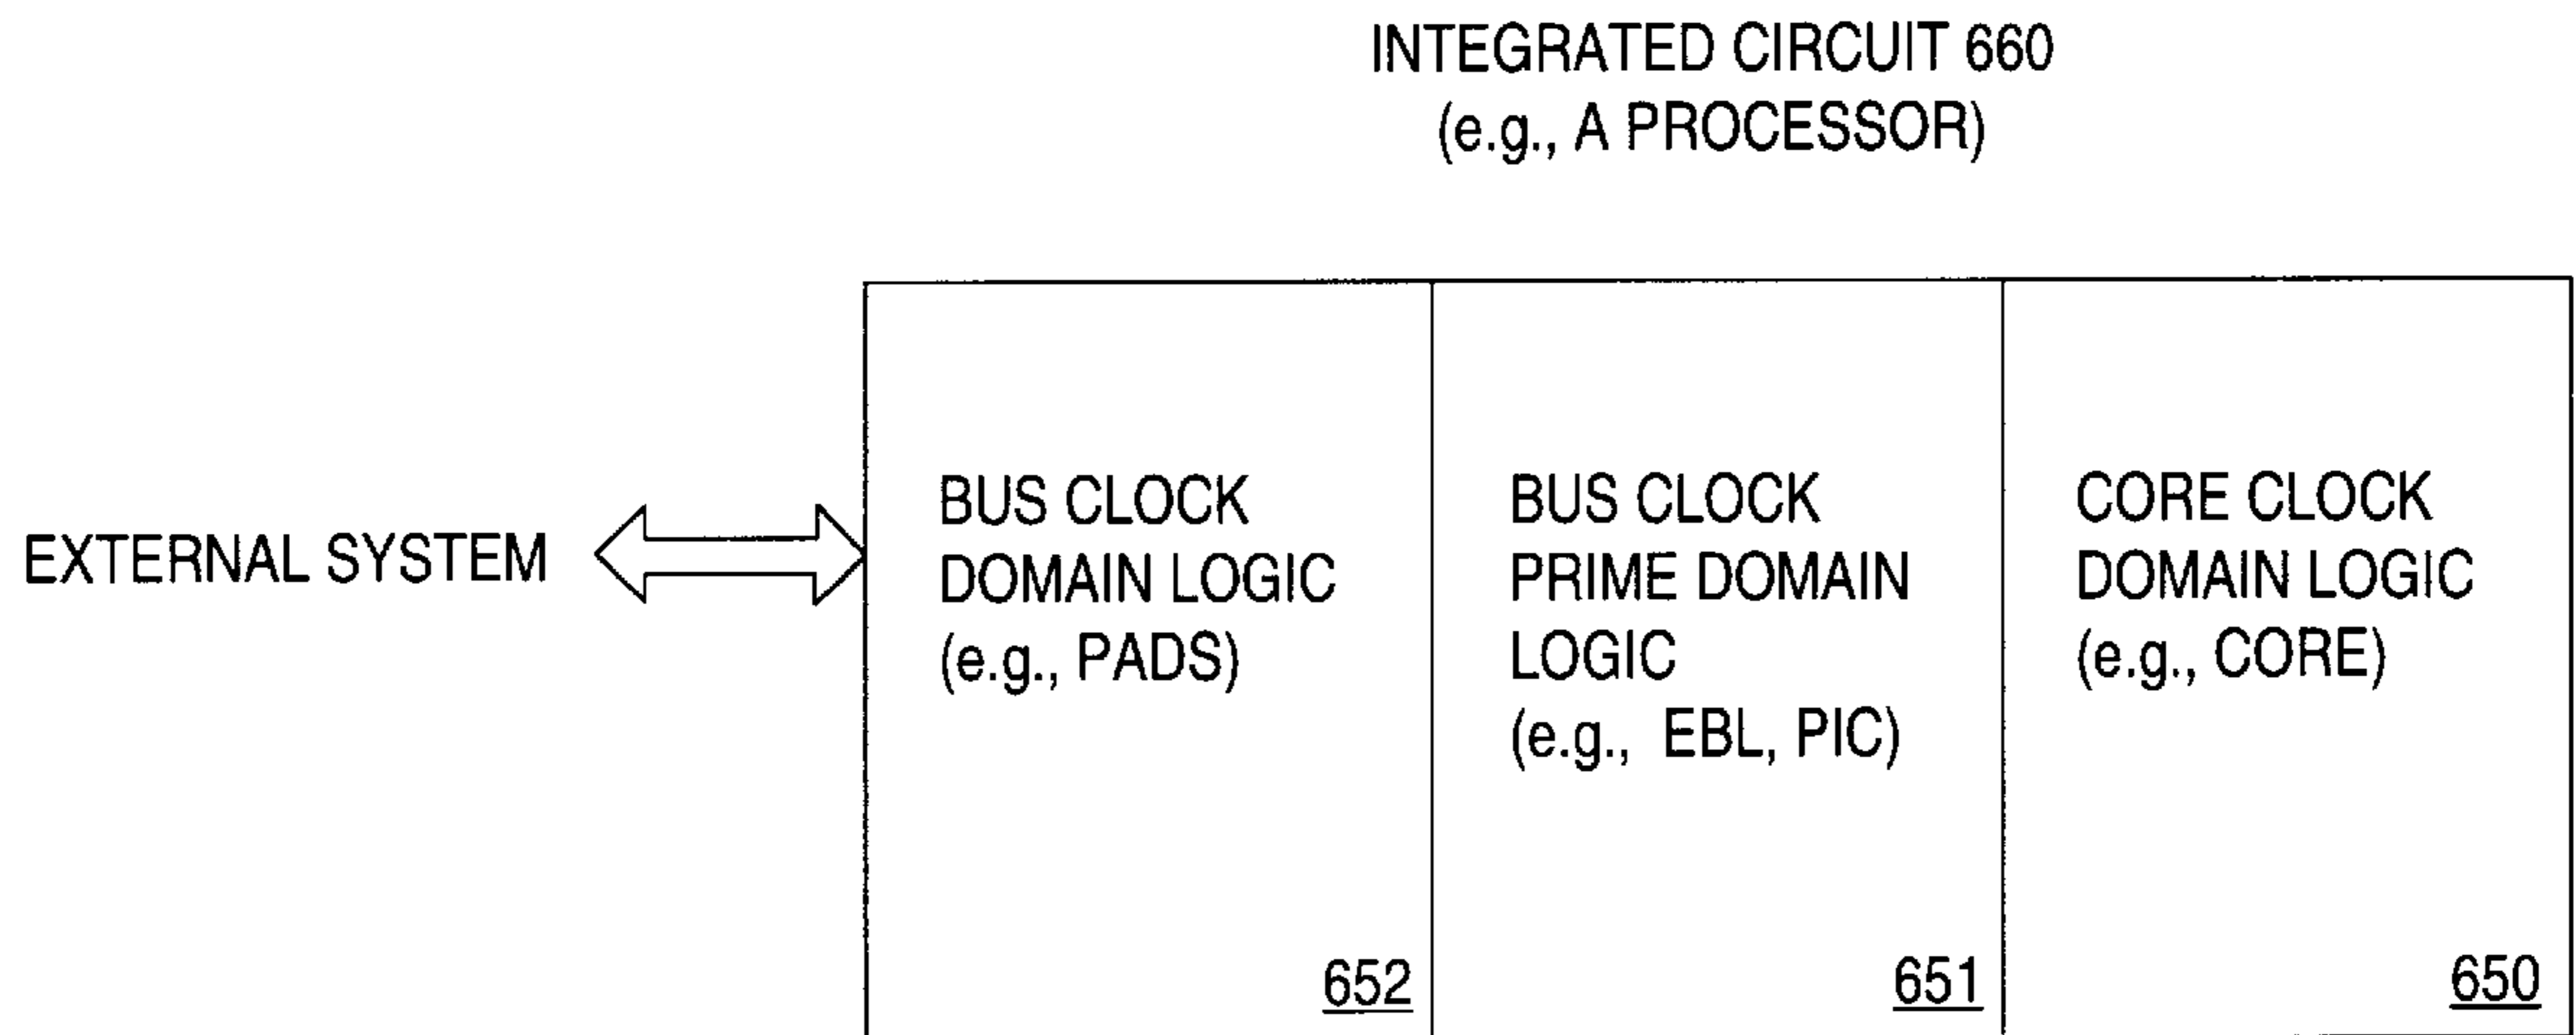 INTEGRATED CIRCUIT 660
(e.g., A PROCESSOR)
EXTERNAL SYSTEM
BUS CLOCK
DOMAIN LOGIC
(e.g., PADS)
652
BUS CLOCK
PRIME DOMAIN
LOGIC
(e.g., EBL, PIC)
651
CORE CLOCK
DOMAIN LOGIC
(e.g., CORE)
650